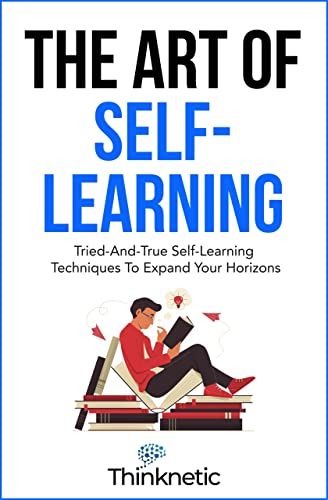 THE ART OF
SELF-
LEARNING
Tried-And-True Self-Learning
Techniques To Expand Your Horizons
Thinknetic